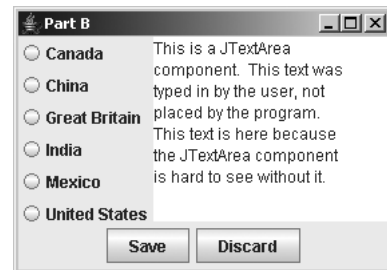 Part B
Canada
China
Great Britain
India
Mexico
United States
This is a JTextArea
component. This text was
typed in by the user, not
placed by the program.
This text is here because
the JTextArea component
is hard to see without it.
Save
Discard